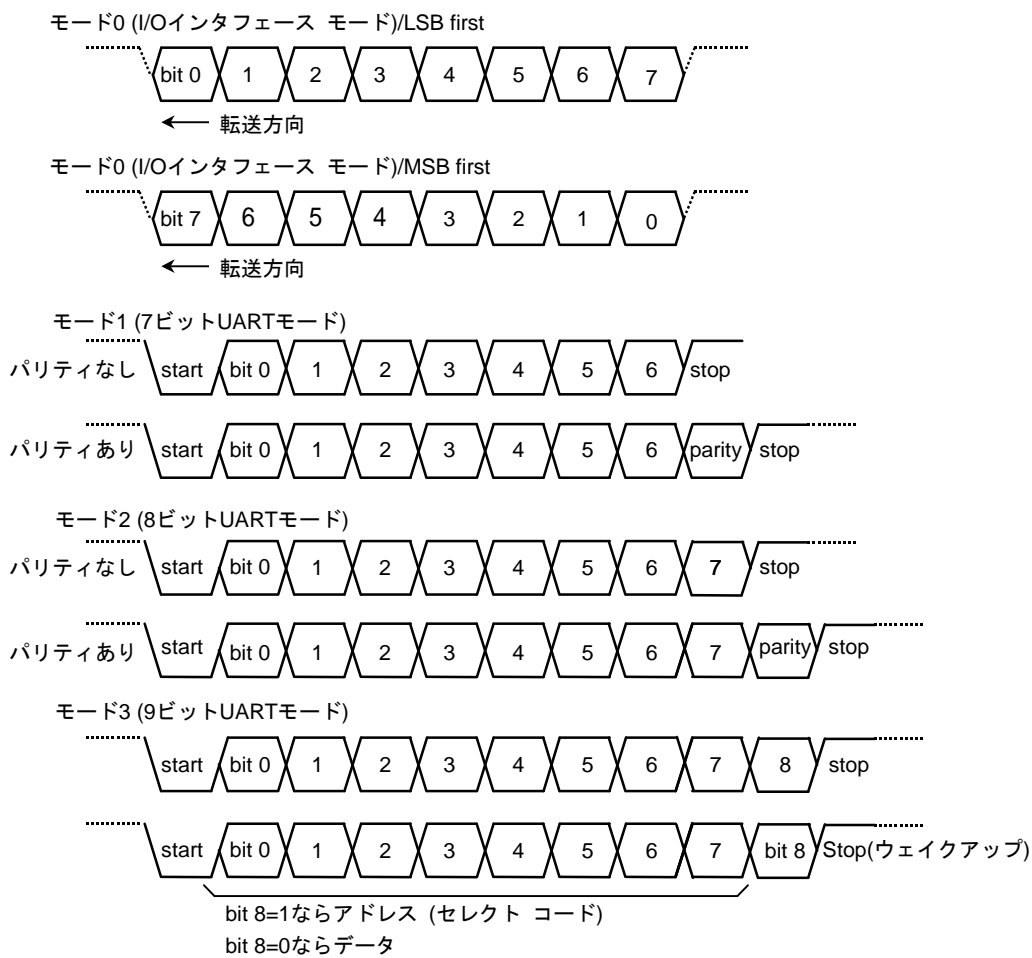 モード0 (I/Oインタフェース モード)/LSB first
bit 0 1 2 3 4 5 6 7
転送方向
モード0 (I/Oインタフェース モード)/MSB first
bit 7 6 5 4 3 2 1 0
転送方向
モード1 (7ビットUARTモード)
パリティなし start bit 0 1 2 3 4 5 6 stop
パリティあり start bit 0 1 2 3 4 5 6 parity stop
モード2 (8ビットUARTモード)
パリティなし start bit 0 1 2 3 4 5 6 7 stop
パリティあり start bit 0 1 2 3 4 5 6 7 parity stop
モード3 (9ビットUARTモード)
start bit 0 1 2 3 4 5 6 7 8 stop
start bit 0 1 2 3 4 5 6 7 bit 8 Stop(ウェイクアップ)
bit 8=1ならアドレス (セレクト コード)
bit 8=0ならデータ